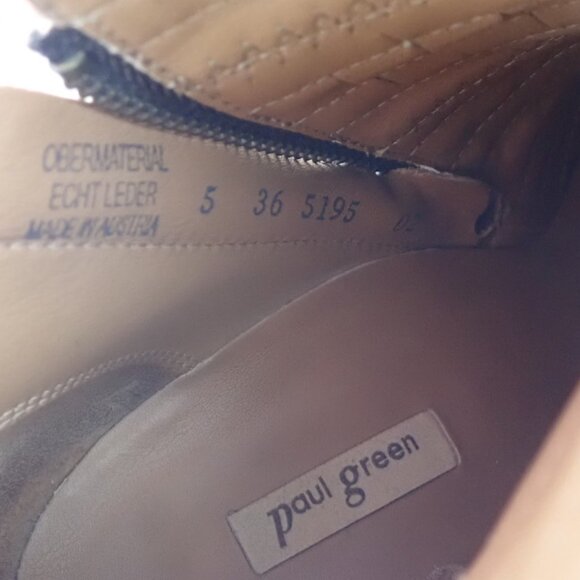 OBERMATERIAL
ECHT LEDER 5 36 5195
MADE IN AUSTRIA
paul green